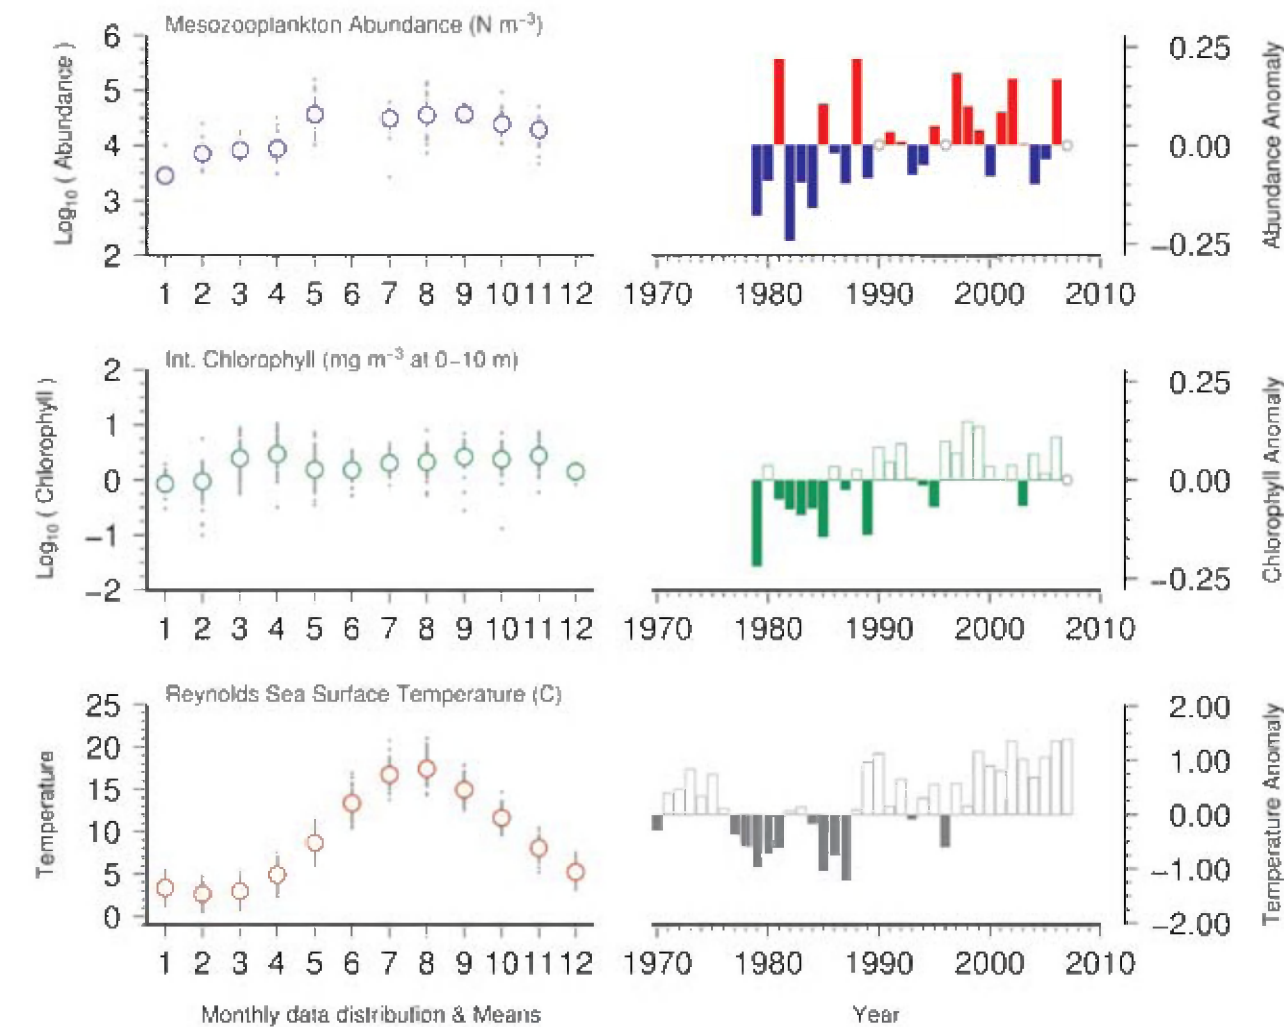 Mesozooplankton Abundance (N m⁻³)
Log₁₀ ( Abundance )
6
5
4
3
2
1 2 3 4 5 6 7 8 9 10 11 12
0.25
0.00
−0.25
Abundance Anomaly
1970 1980 1990 2000 2010
Int. Chlorophyll (mg m⁻³ at 0−10 m)
Log₁₀ ( Chlorophyll )
2
1
0
−1
−2
1 2 3 4 5 6 7 8 9 10 11 12
0.25
0.00
−0.25
Chlorophyll Anomaly
1970 1980 1990 2000 2010
Reynolds Sea Surface Temperature (C)
Temperature
25
20
15
10
5
0
1 2 3 4 5 6 7 8 9 10 11 12
Monthly data distribution & Means
2.00
1.00
0.00
−1.00
−2.00
Temperature Anomaly
1970 1980 1990 2000 2010
Year